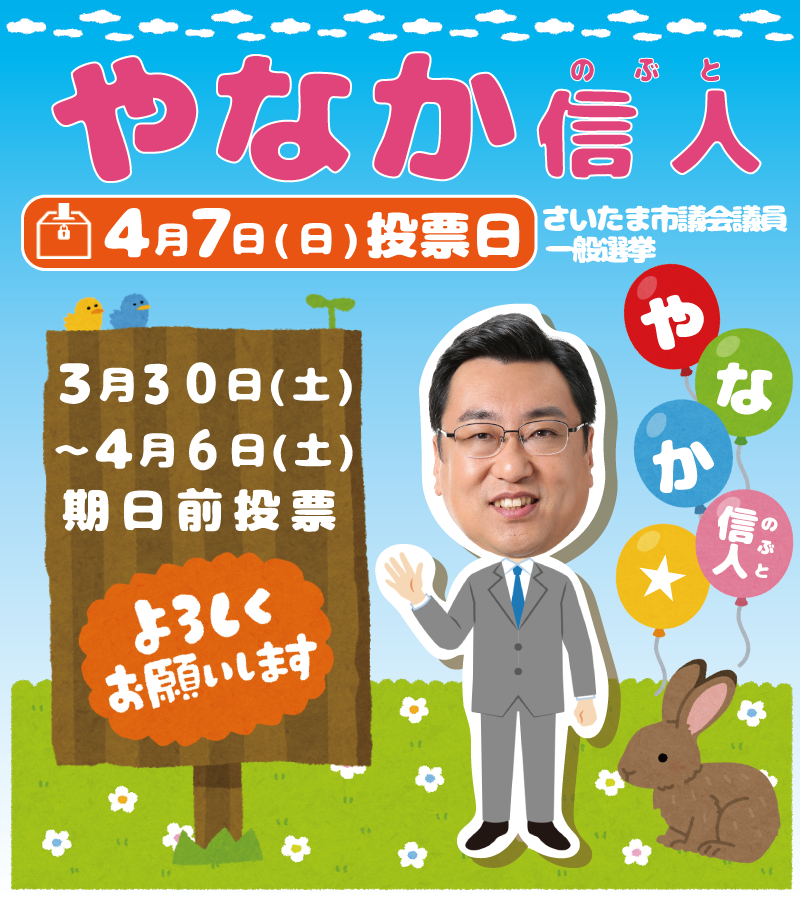 のぶと
やなか信人
4月7日(日)投票日
さいたま市議会議員
一般選挙
3月30日(土)
～4月6日(土)
期日前投票
よろしく
お願いします
や
な
か
信人
のぶと